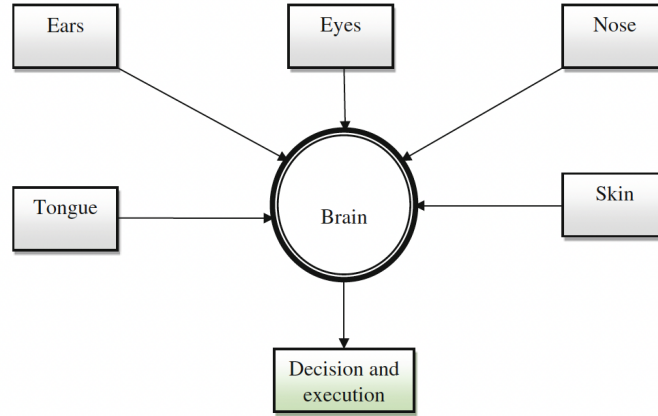 Ears
Eyes
Nose
Tongue
Brain
Skin
Decision and
execution